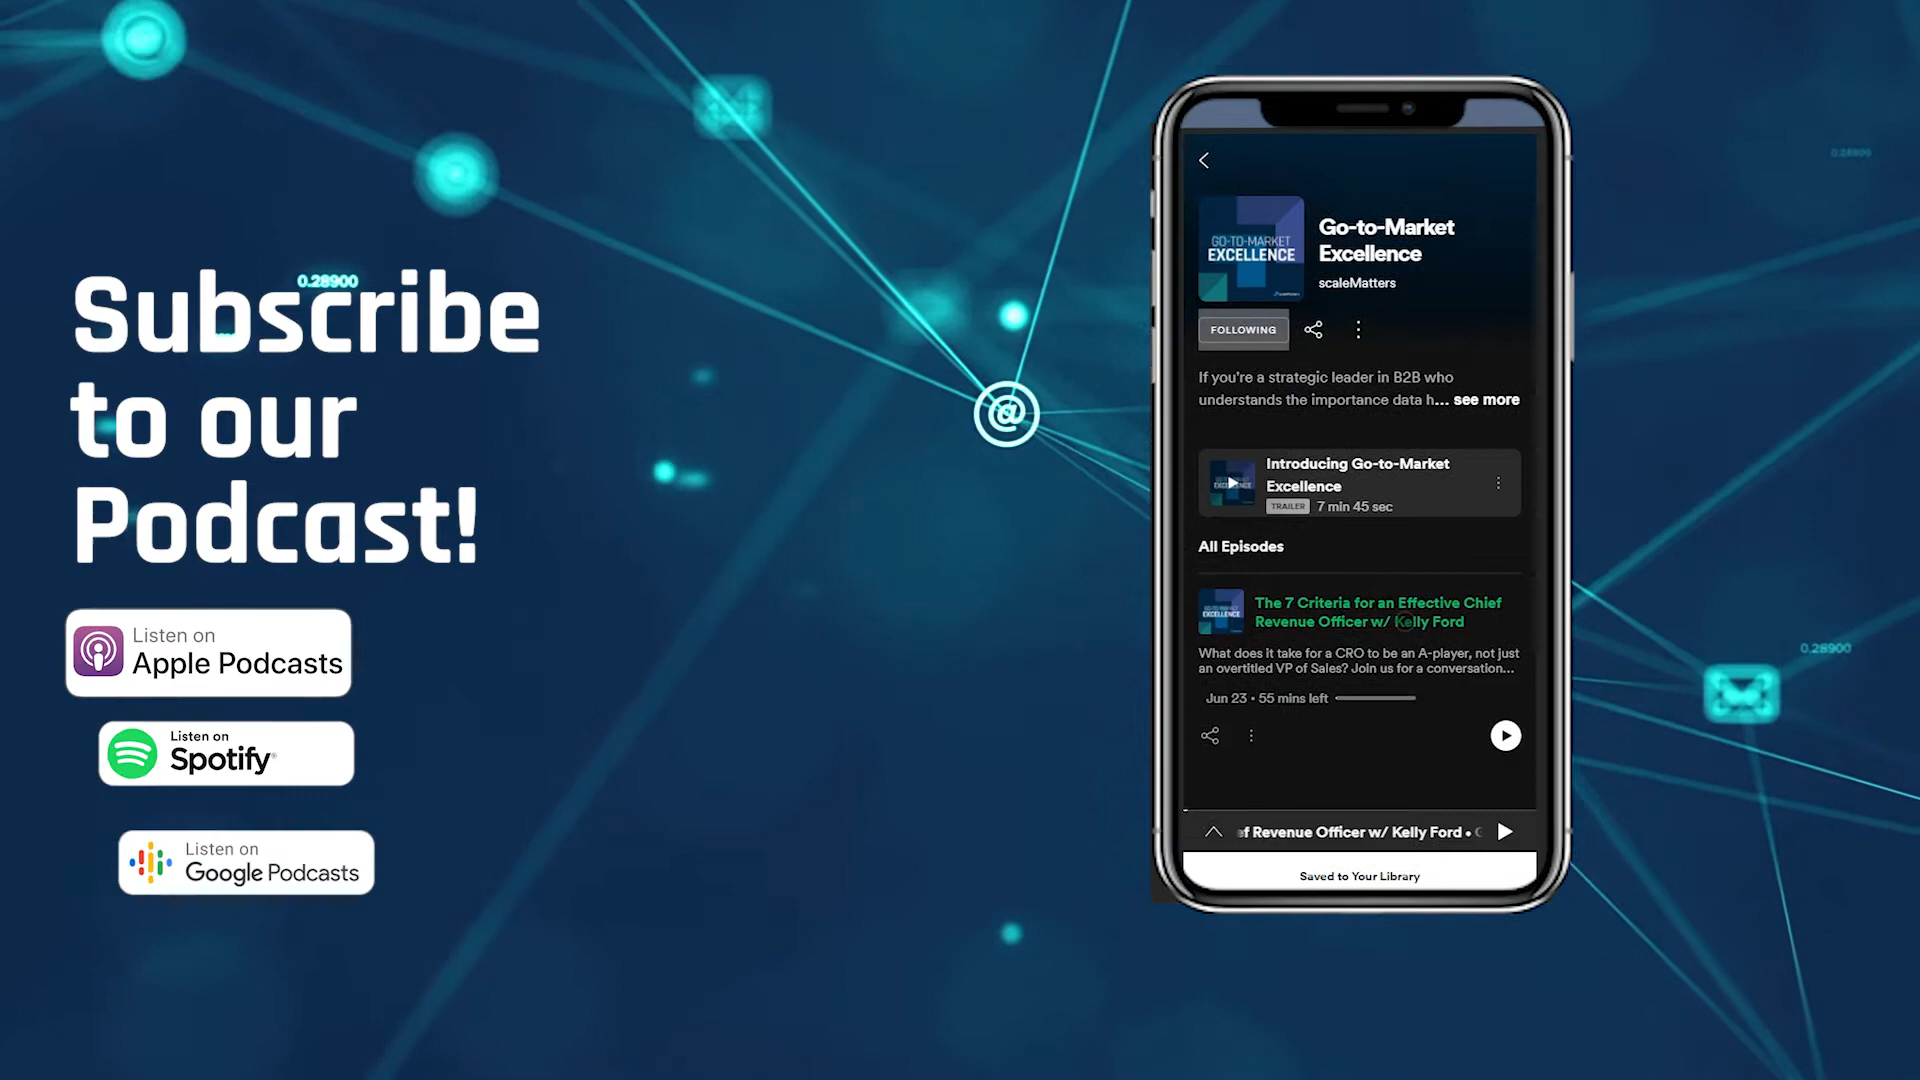 0.28900
Subscribe
to our
Podcast!
Listen on
Apple Podcasts
Listen on
Spotify
Listen on
Google Podcasts
@
Go-to-Market
Excellence
scaleMatters
GO-TO-MARKET
EXCELLENCE
FOLLOWING
If you're a strategic leader in B2B who
understands the importance data h... see more
Introducing Go-to-Market
Excellence
TRAILER 7 min 45 sec
All Episodes
GO-TO-MARKET
EXCELLENCE
The 7 Criteria for an Effective Chief
Revenue Officer w/ Kelly Ford
What does it take for a CRO to be an A-player, not just
an overtitled VP of Sales? Join us for a conversation...
Jun 23 • 55 mins left
ef Revenue Officer w/ Kelly Ford •
Saved to Your Library
0.28900
0.28900